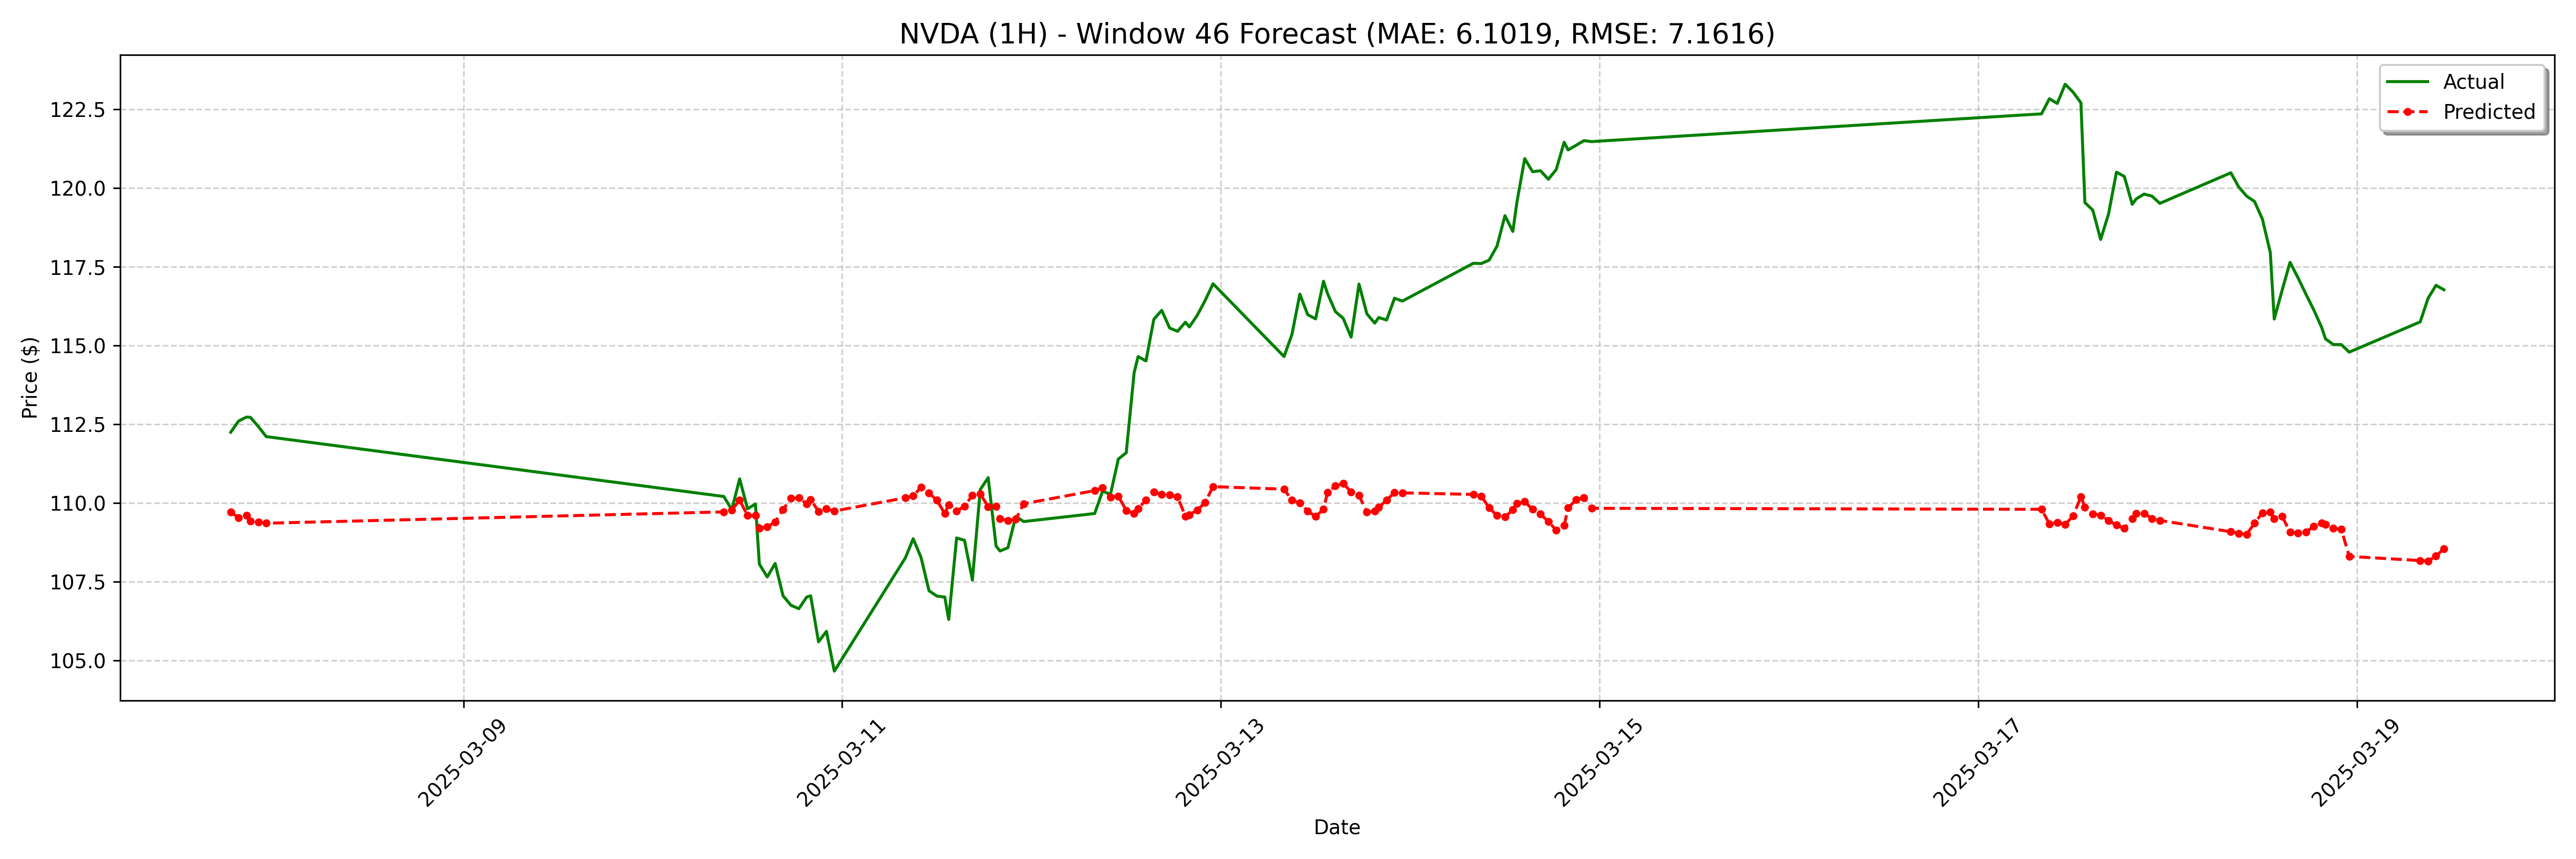 NVDA (1H) - Window 46 Forecast (MAE: 6.1019, RMSE: 7.1616)
Actual
Predicted
Price ($)
122.5
120.0
117.5
115.0
112.5
110.0
107.5
105.0
2025-03-09
2025-03-11
2025-03-13
2025-03-15
2025-03-17
2025-03-19
Date